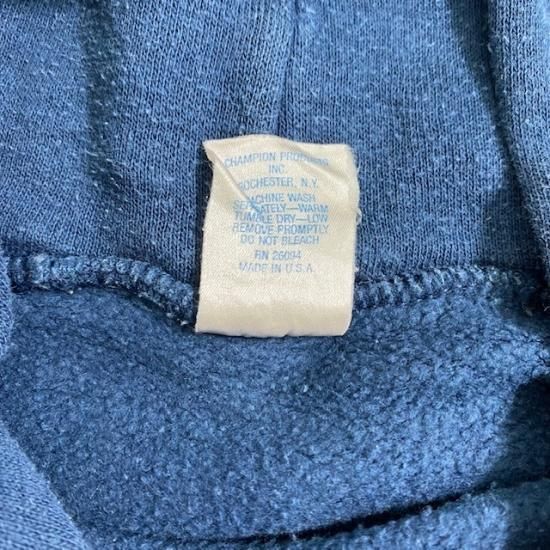 CHAMPION PRODUCTS
INC.
ROCHESTER, N.Y.
MACHINE WASH
SEPARATELY—WARM
TUMBLE DRY—LOW
REMOVE PROMPTLY
DO NOT BLEACH
RN 26094
MADE IN U.S.A.